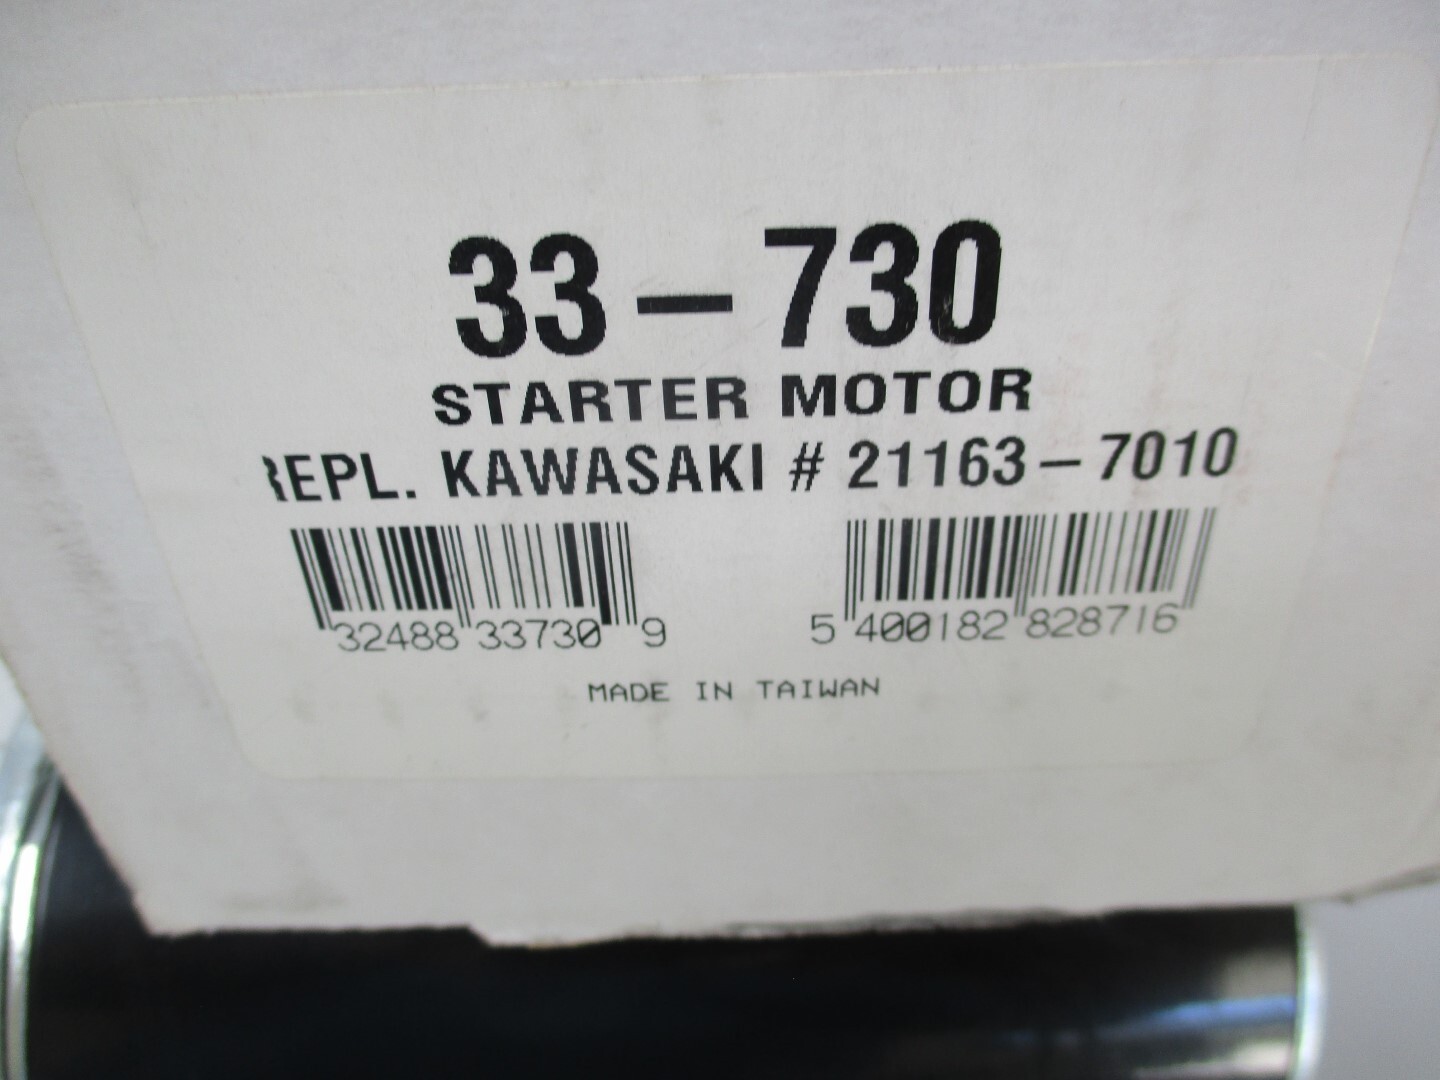 33-730
STARTER MOTOR
REPL. KAWASAKI # 21163-7010
32488 33730 9
5 400182 828716
MADE IN TAIWAN